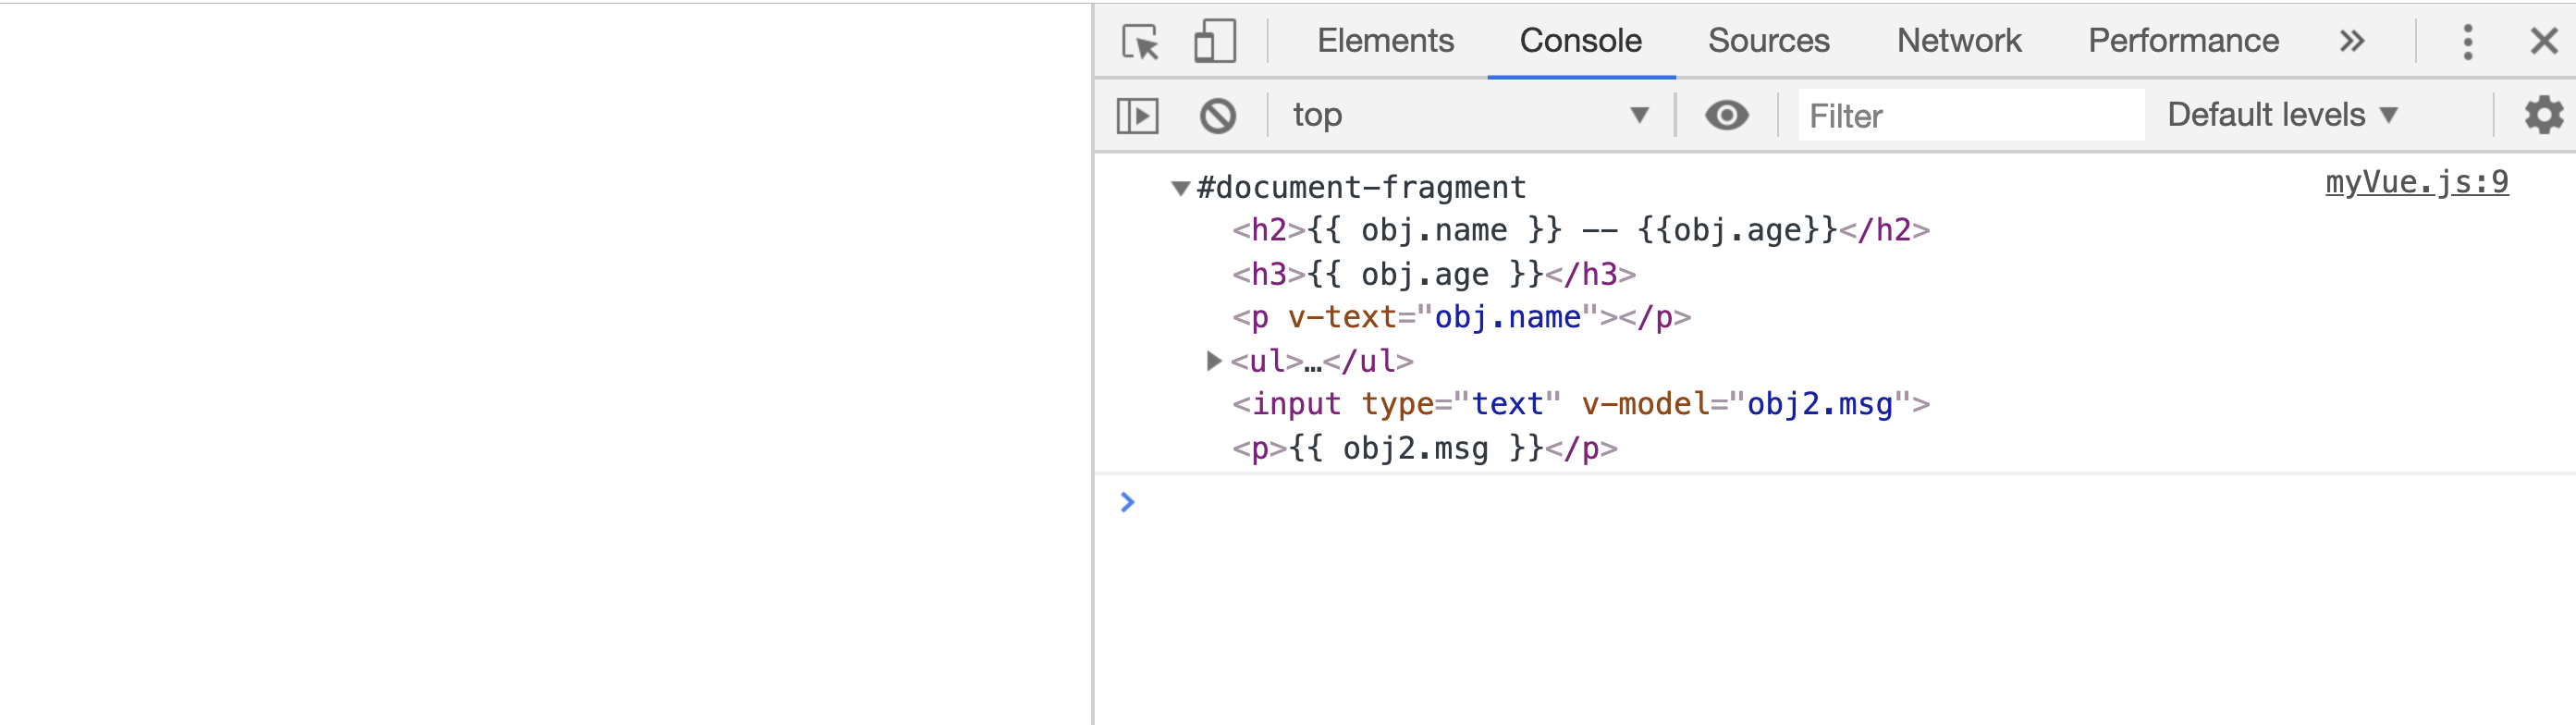 Elements Console Sources Network Performance »
top ▼ Filter Default levels ▼
▼#document-fragment myVue.js:9
<h2>{{ obj.name }} -- {{obj.age}}</h2>
<h3>{{ obj.age }}</h3>
<p v-text="obj.name"></p>
▶<ul>…</ul>
<input type="text" v-model="obj2.msg">
<p>{{ obj2.msg }}</p>